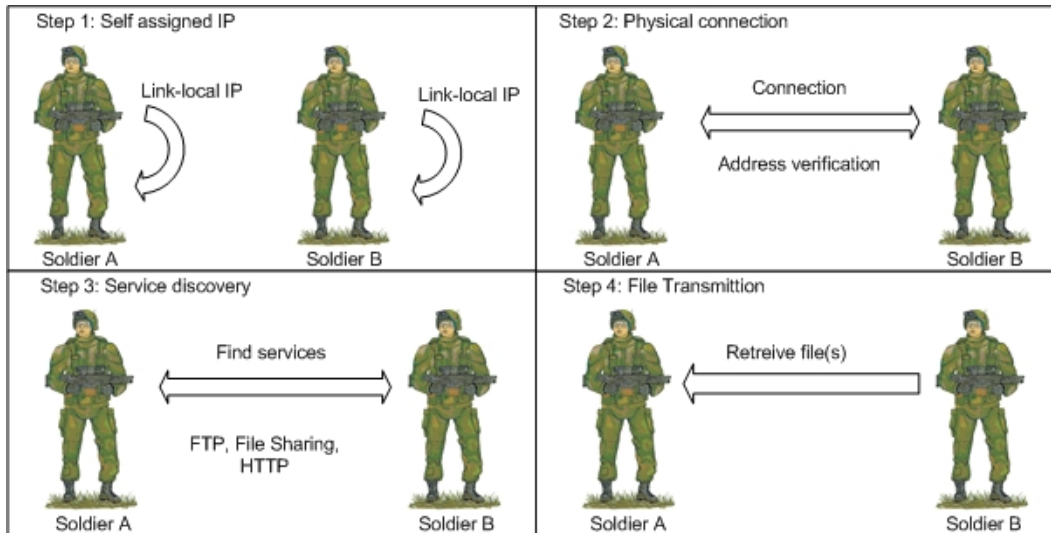 Step 1: Self assigned IP
Link-local IP
Link-local IP
Soldier A
Soldier B
Step 2: Physical connection
Connection
Address verification
Soldier A
Soldier B
Step 3: Service discovery
Find services
FTP, File Sharing,
HTTP
Soldier A
Soldier B
Step 4: File Transmittion
Retreive file(s)
Soldier A
Soldier B